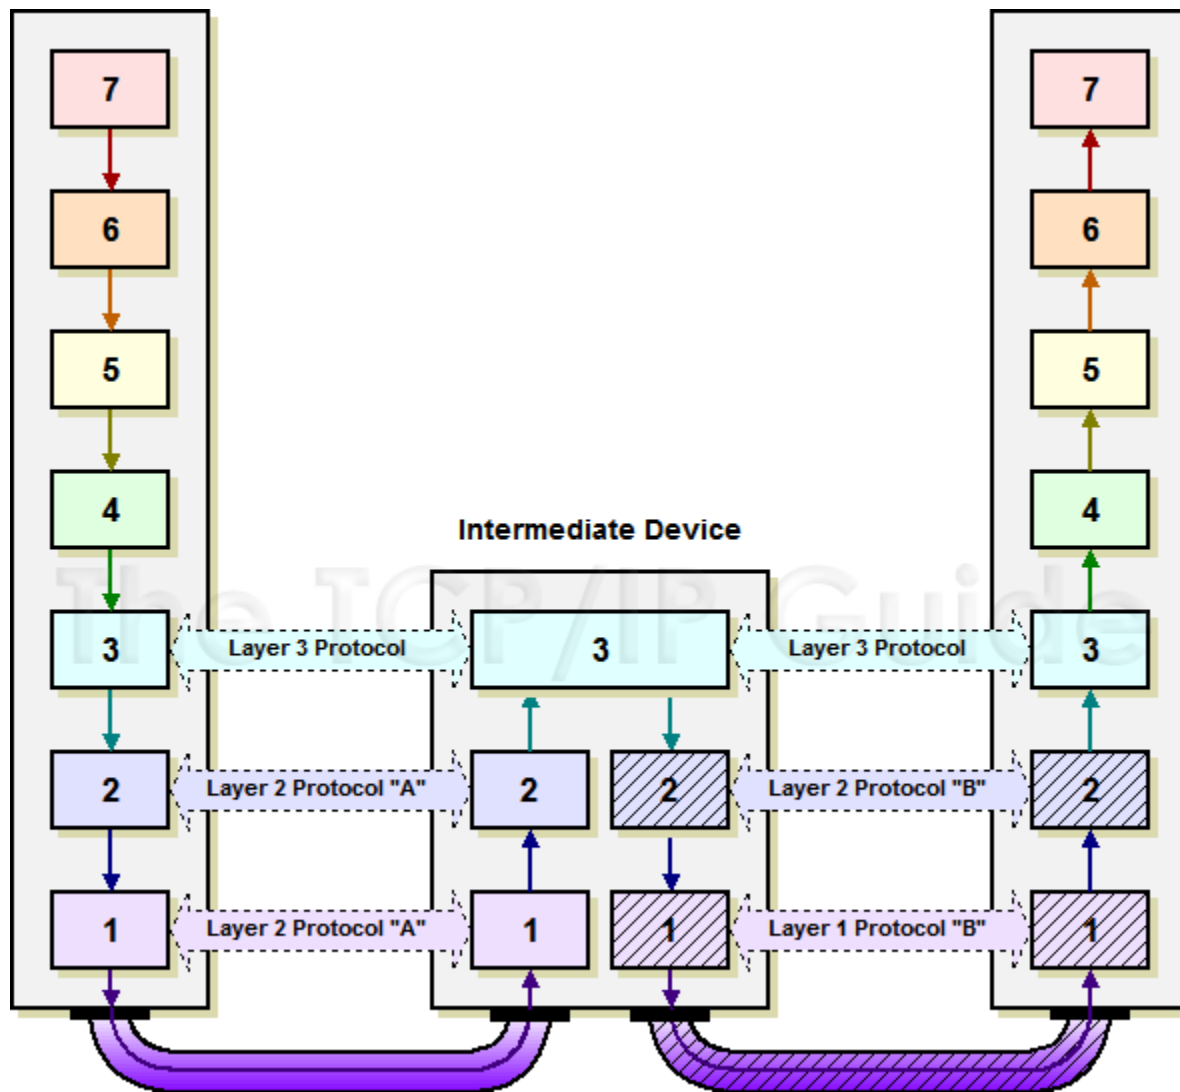 7
7
6
6
5
5
4
4
Intermediate Device
The TCP/IP Guide
3
Layer 3 Protocol
3
Layer 3 Protocol
3
2
Layer 2 Protocol "A"
2
2
Layer 2 Protocol "B"
2
1
Layer 2 Protocol "A"
1
1
Layer 1 Protocol "B"
1